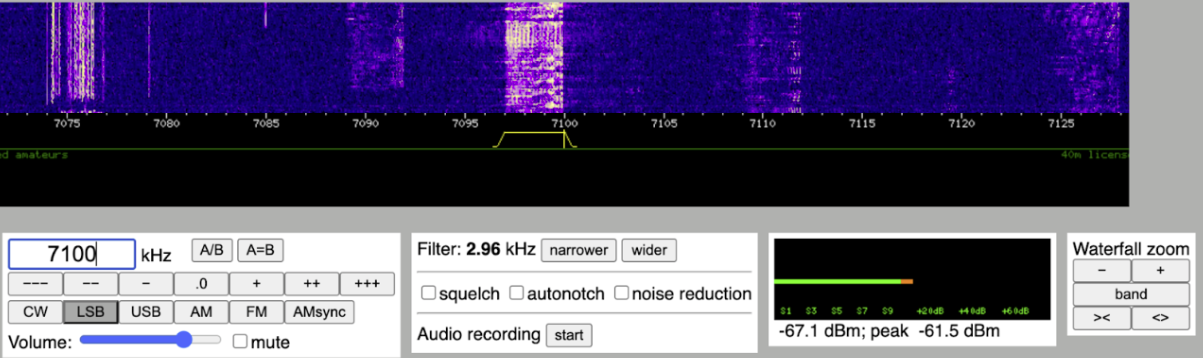 7075 7080 7085 7090 7095 7100 7105 7110 7115 7120 7125
d amateurs 40m licens
7100 kHz A/B A=B
--- -- - .0 + ++ +++
CW LSB USB AM FM AMsync
Volume: mute
Filter: 2.96 kHz narrower wider
squelch autonotch noise reduction
Audio recording start
S1 S3 S5 S7 S9 +20dB +40dB +60dB
-67.1 dBm; peak -61.5 dBm
Waterfall zoom
- +
band
>< <>